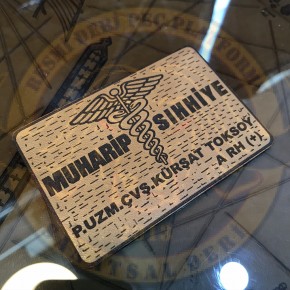 MUHARİP SIHHİYE
P.UZM.ÇVŞ.KÜRŞAT TOKSOY
A RH (+)